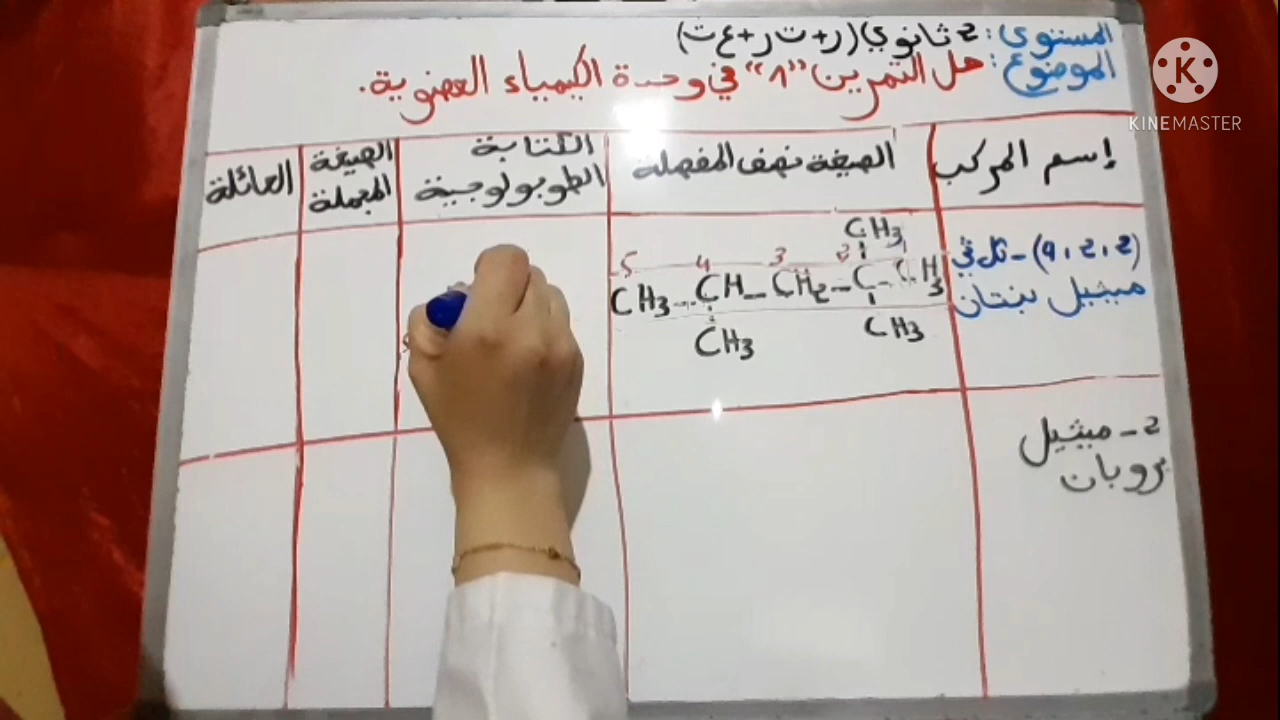 المستوى: 2 ثانوي (ر+ت ر+ع ت)
الموضوع: حل التمرين "8" في وحدة الكيمياء العضوية.
K
KINEMASTER
إسم المركب
الصيغة نصف المفصلة
الكتابة الطوبولوجية
الصيغة المجملة
العائلة
(2,2,4) - ثلاثي
ميثيل بنتان
CH3
5 4 3 2 1
CH3 - CH - CH2 - C - CH3
CH3 CH3
2 - ميثيل
بروبان